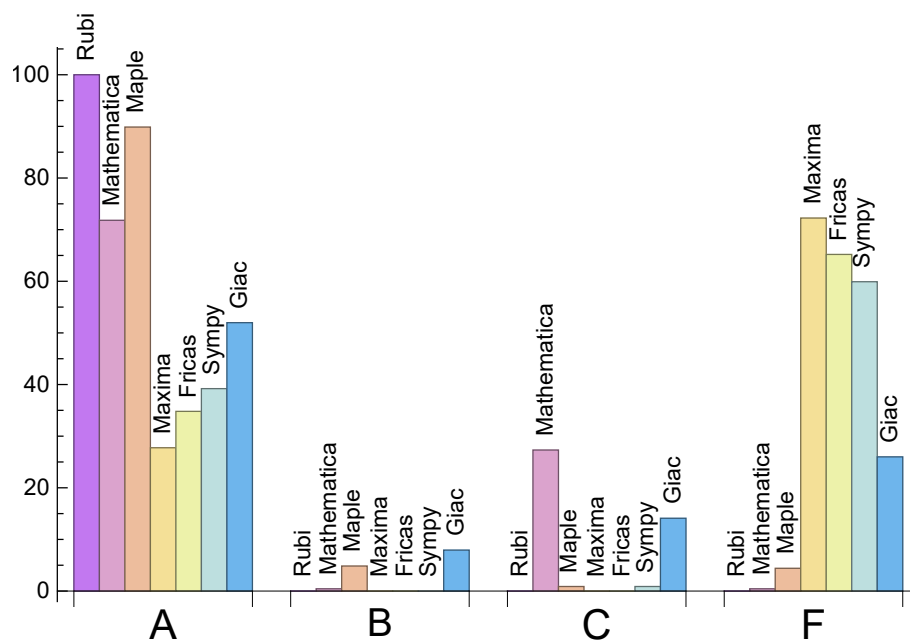 Rubi
Mathematica
Maple
Maxima
Fricas
Sympy
Giac
Rubi
Mathematica
Maple
Maxima
Fricas
Sympy
Giac
Rubi
Mathematica
Maple
Maxima
Fricas
Sympy
Giac
Rubi
Mathematica
Maple
Maxima
Fricas
Sympy
Giac
100
80
60
40
20
0
A B C F